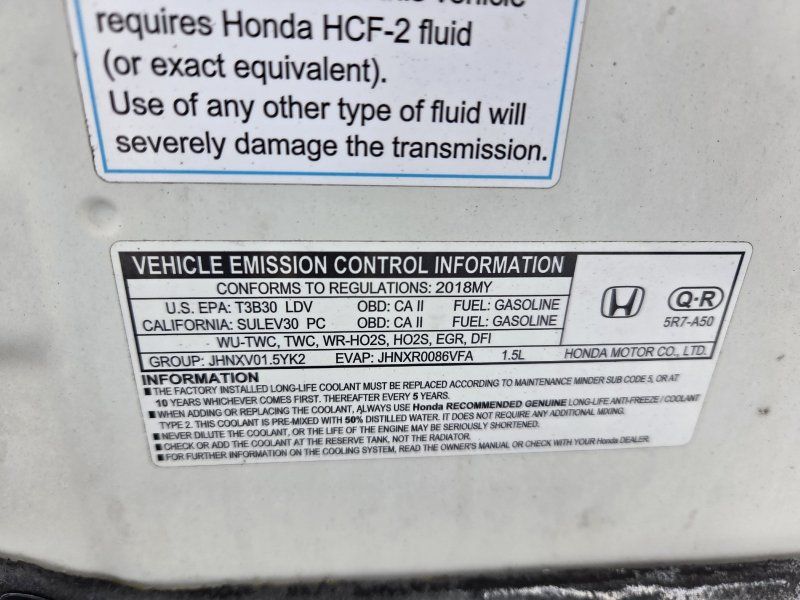 vehicle
requires Honda HCF-2 fluid
(or exact equivalent).
Use of any other type of fluid will
severely damage the transmission.
VEHICLE EMISSION CONTROL INFORMATION
CONFORMS TO REGULATIONS: 2018MY
U.S. EPA: T3B30 LDV OBD: CA II FUEL: GASOLINE
CALIFORNIA: SULEV30 PC OBD: CA II FUEL: GASOLINE
WU-TWC, TWC, WR-HO2S, HO2S, EGR, DFI
GROUP: JHNXV01.5YK2 EVAP: JHNXR0086VFA 1.5L
Q-R
5R7-A50
HONDA MOTOR CO., LTD.
INFORMATION
■ THE FACTORY INSTALLED LONG-LIFE COOLANT MUST BE REPLACED ACCORDING TO MAINTENANCE MINDER SUB CODE 5, OR AT
10 YEARS WHICHEVER COMES FIRST. THEREAFTER EVERY 5 YEARS.
■ WHEN ADDING OR REPLACING THE COOLANT, ALWAYS USE Honda RECOMMENDED GENUINE LONG-LIFE ANTI-FREEZE / COOLANT
TYPE 2. THIS COOLANT IS PRE-MIXED WITH 50% DISTILLED WATER. IT DOES NOT REQUIRE ANY ADDITIONAL MIXING.
■ NEVER DILUTE THE COOLANT, OR THE LIFE OF THE ENGINE MAY BE SERIOUSLY SHORTENED.
■ CHECK OR ADD THE COOLANT AT THE RESERVE TANK, NOT THE RADIATOR.
■ FOR FURTHER INFORMATION ON THE COOLING SYSTEM, READ THE OWNER'S MANUAL OR CHECK WITH YOUR Honda DEALER.